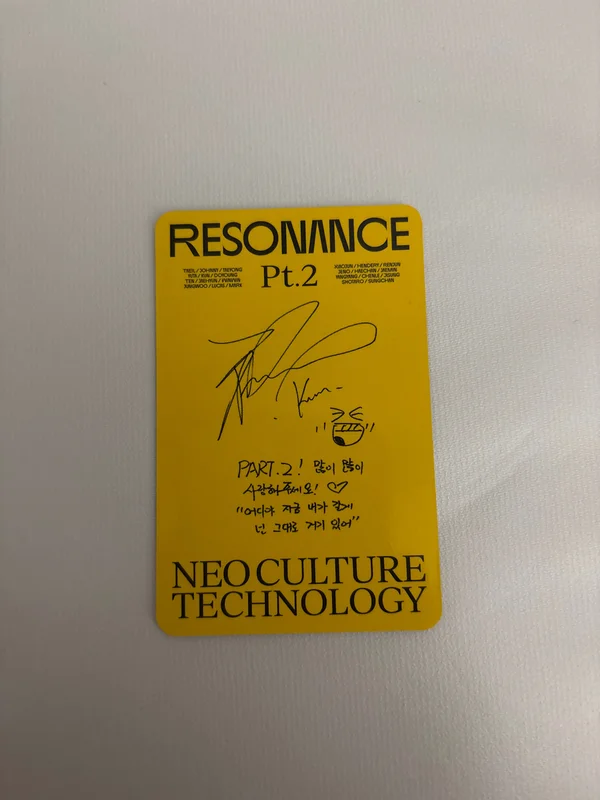 RESONANCE
Pt.2
TAEIL / JOHNNY / TAEYONG
YUTA / KUN / DOYOUNG
TEN / JAEHYUN / WINWIN
JUNGWOO / LUCAS / MARK
XIAOJUN / HENDERY / RENJUN
JENO / HAECHAN / JAEMIN
YANGYANG / CHENLE / JISUNG
SHOTARO / SUNGCHAN
PART.2! 많이 많이
사랑해주세요! ♡
"어디야 지금 내가 갈게
넌 그대로 거기 있어"
NEO CULTURE
TECHNOLOGY